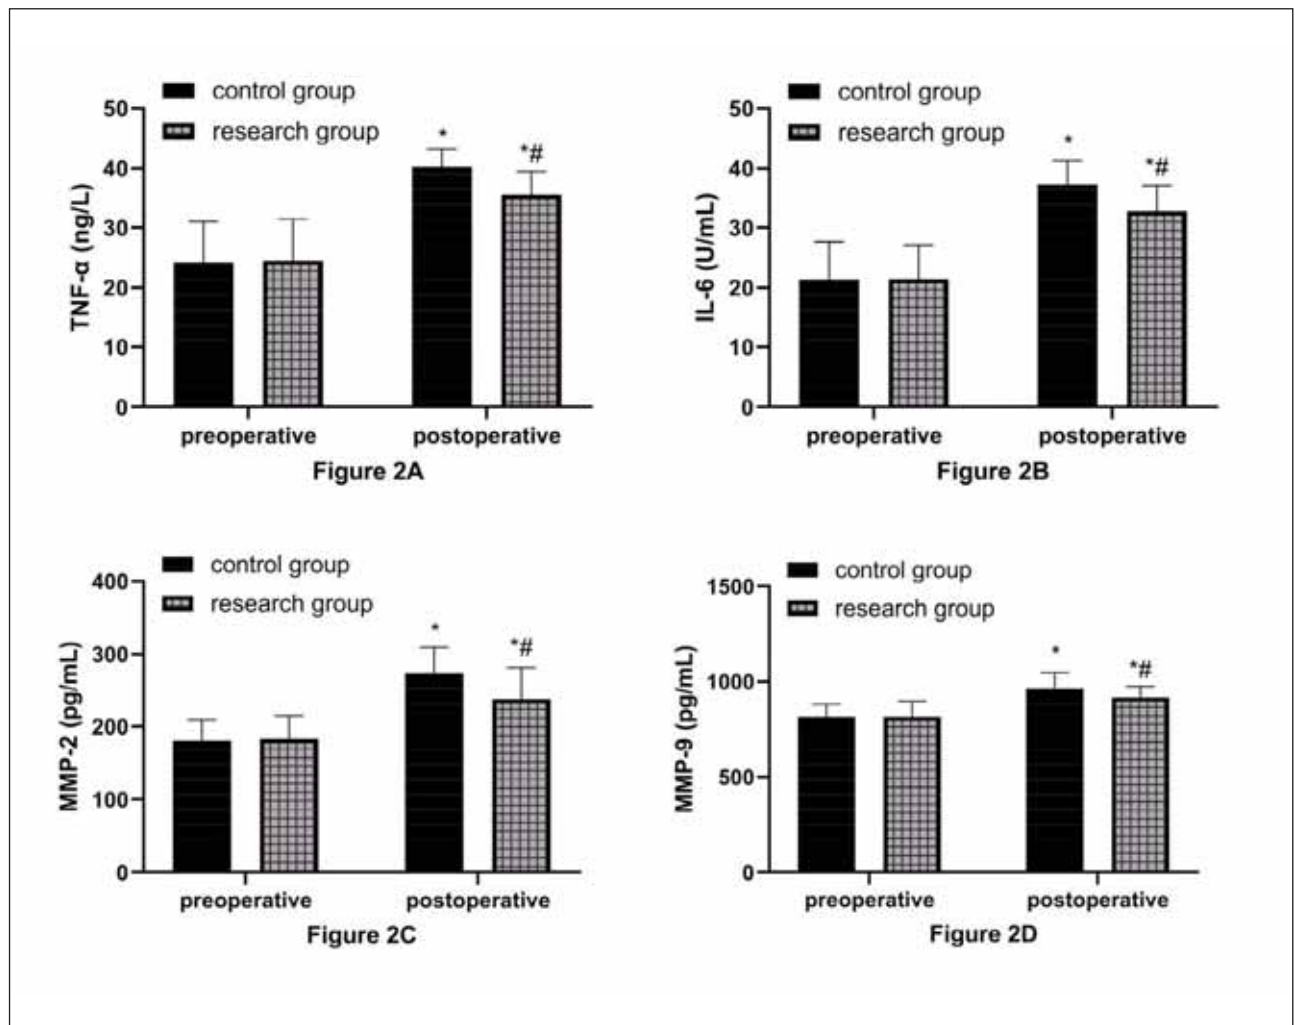 control group
research group
50
40
30
20
10
0
TNF-α (ng/L)
*
*#
preoperative
postoperative
Figure 2A
control group
research group
50
40
30
20
10
0
IL-6 (U/mL)
*
*#
preoperative
postoperative
Figure 2B
control group
research group
400
300
200
100
0
MMP-2 (pg/mL)
*
*#
preoperative
postoperative
Figure 2C
control group
research group
1500
1000
500
0
MMP-9 (pg/mL)
*
*#
preoperative
postoperative
Figure 2D